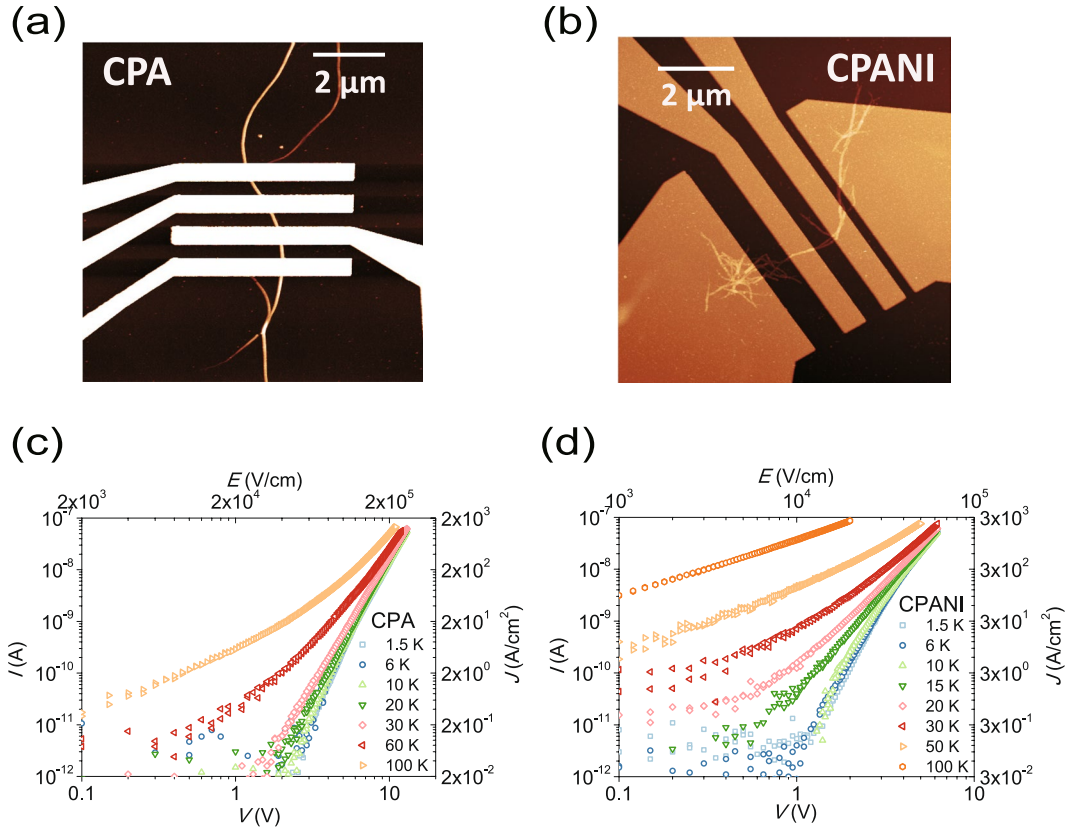 (a)
CPA
2 μm
(b)
CPANI
2 μm
(c)
E (V/cm)
2x10³ 2x10⁴ 2x10⁵
10⁻⁷ 2x10³
10⁻⁸ 2x10²
10⁻⁹ 2x10¹
10⁻¹⁰ 2x10⁰
10⁻¹¹ 2x10⁻¹
10⁻¹² 2x10⁻²
I (A)
J (A/cm²)
CPA
1.5 K
6 K
10 K
20 K
30 K
60 K
100 K
0.1 1 10
V (V)
(d)
E (V/cm)
10³ 10⁴ 10⁵
10⁻⁷ 3x10³
10⁻⁸ 3x10²
10⁻⁹ 3x10¹
10⁻¹⁰ 3x10⁰
10⁻¹¹ 3x10⁻¹
10⁻¹² 3x10⁻²
I (A)
J (A/cm²)
CPANI
1.5 K
6 K
10 K
15 K
20 K
30 K
50 K
100 K
0.1 1 10
V (V)